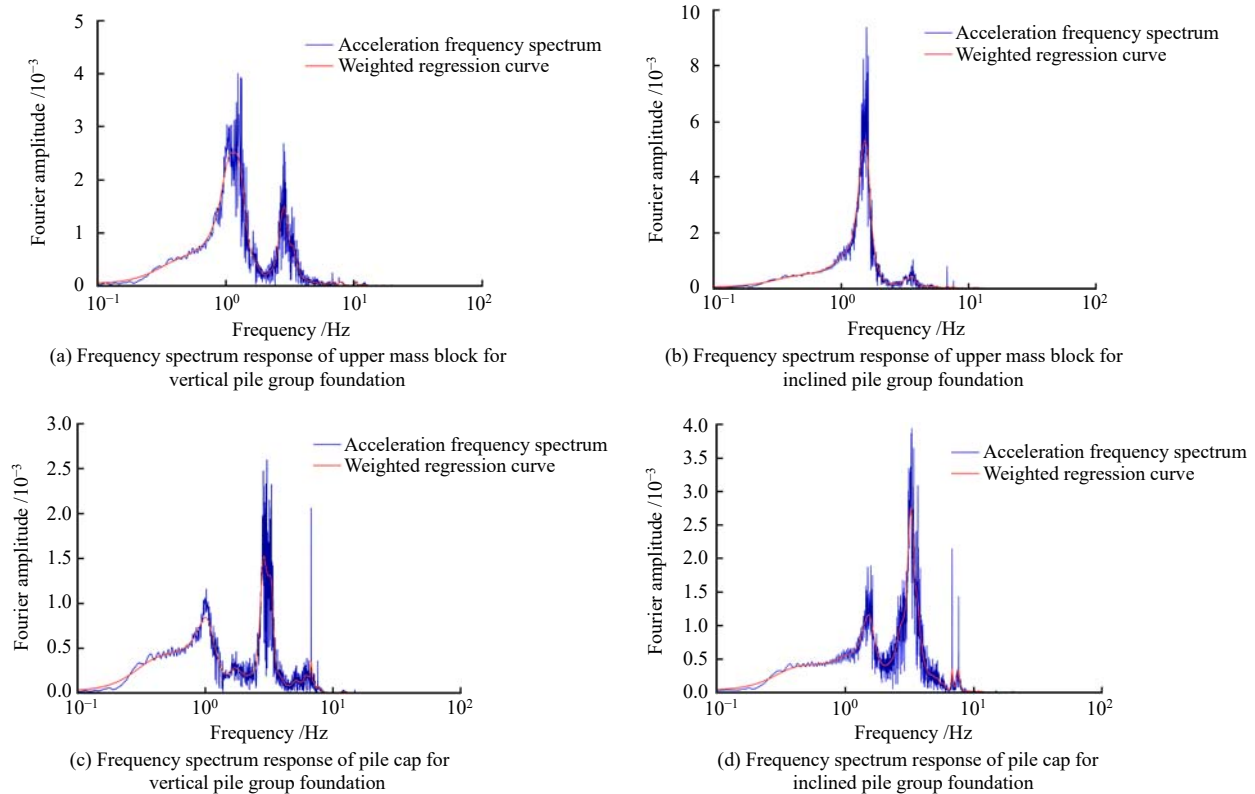 5
4
3
2
1
0
Fourier amplitude /10⁻³
Acceleration frequency spectrum
Weighted regression curve
10⁻¹ 10⁰ 10¹ 10²
Frequency /Hz
(a) Frequency spectrum response of upper mass block for
vertical pile group foundation
10
8
6
4
2
0
Fourier amplitude /10⁻³
Acceleration frequency spectrum
Weighted regression curve
10⁻¹ 10⁰ 10¹ 10²
Frequency /Hz
(b) Frequency spectrum response of upper mass block for
inclined pile group foundation
3.0
2.5
2.0
1.5
1.0
0.5
0.0
Fourier amplitude /10⁻³
Acceleration frequency spectrum
Weighted regression curve
10⁻¹ 10⁰ 10¹ 10²
Frequency /Hz
(c) Frequency spectrum response of pile cap for
vertical pile group foundation
4.0
3.5
3.0
2.5
2.0
1.5
1.0
0.5
0.0
Fourier amplitude /10⁻³
Acceleration frequency spectrum
Weighted regression curve
10⁻¹ 10⁰ 10¹ 10²
Frequency /Hz
(d) Frequency spectrum response of pile cap for
inclined pile group foundation